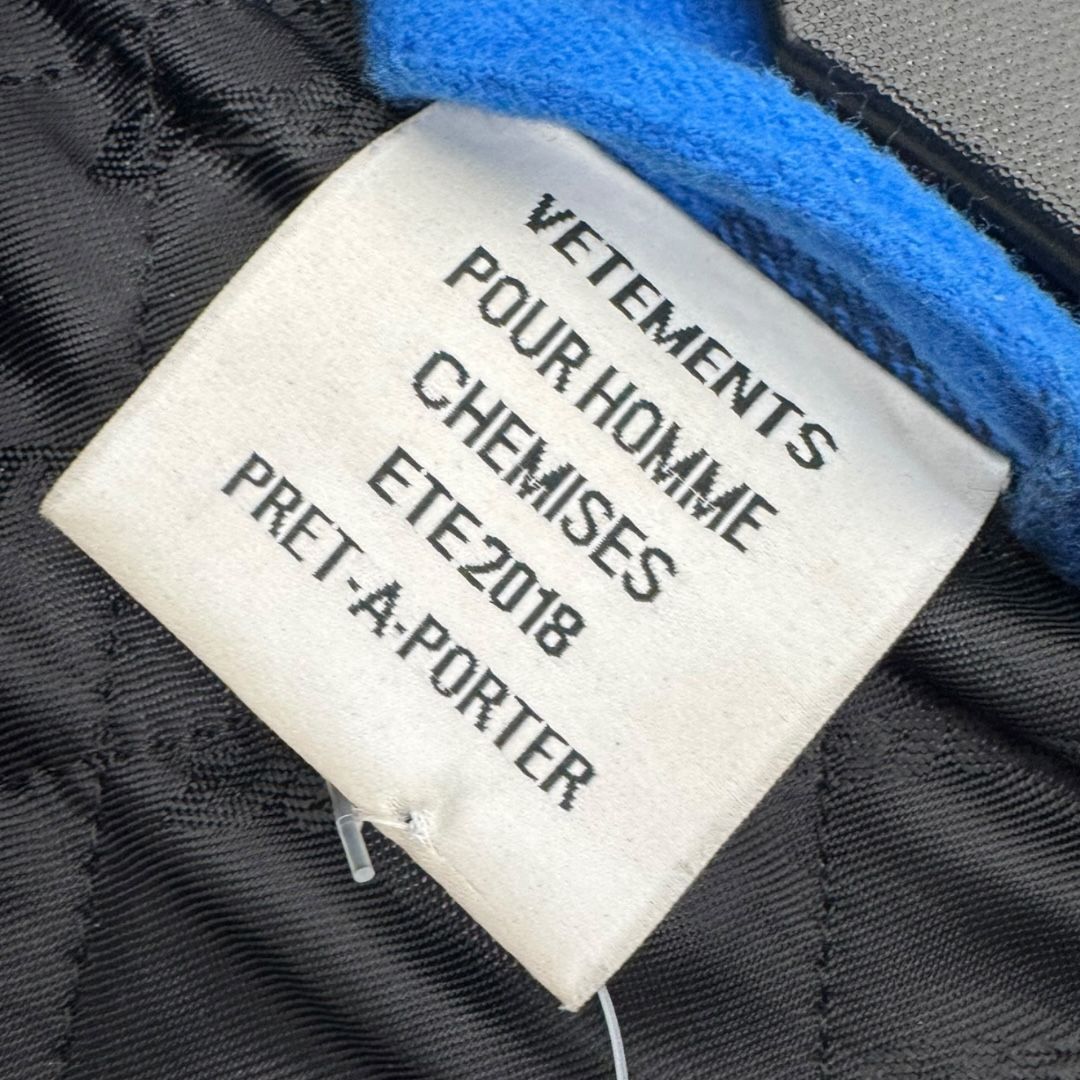 VETEMENTS
POUR HOMME
CHEMISES
ETE 2018
PRET-A-PORTER